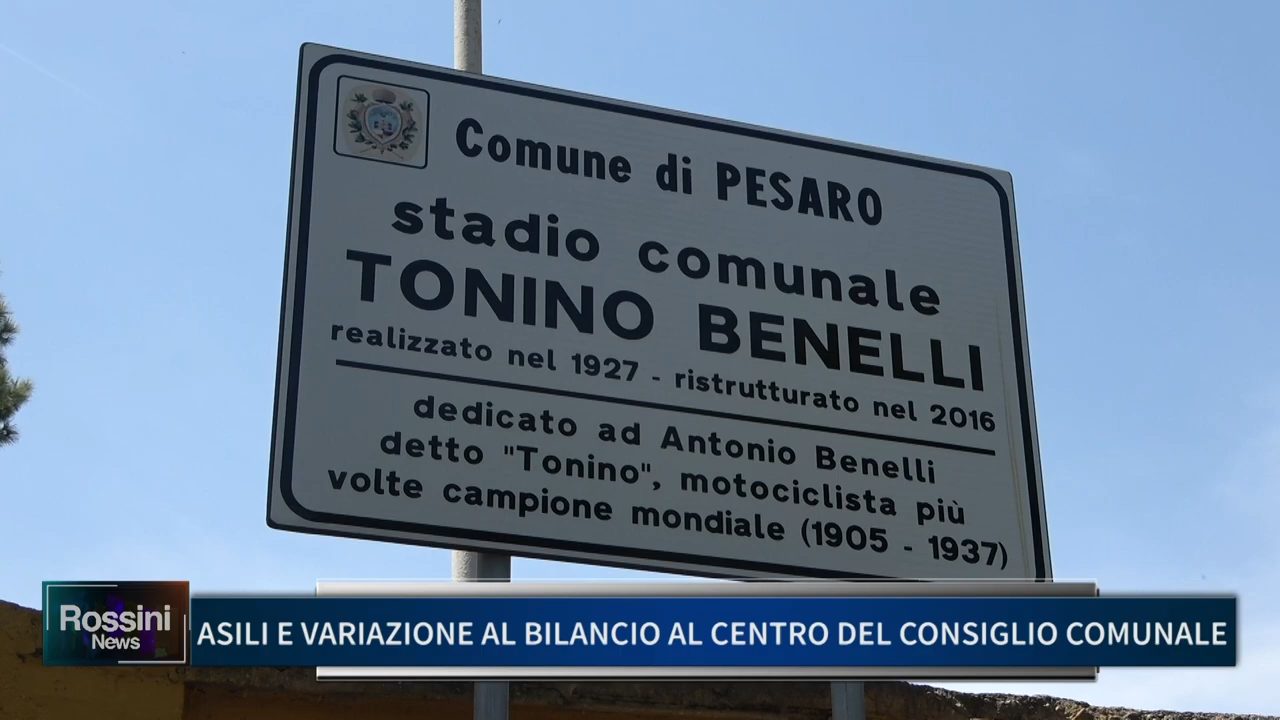 Comune di PESARO
stadio comunale
TONINO BENELLI
realizzato nel 1927 - ristrutturato nel 2016
dedicato ad Antonio Benelli
detto "Tonino", motociclista più
volte campione mondiale (1905 - 1937)
Rossini
News
ASILI E VARIAZIONE AL BILANCIO AL CENTRO DEL CONSIGLIO COMUNALE